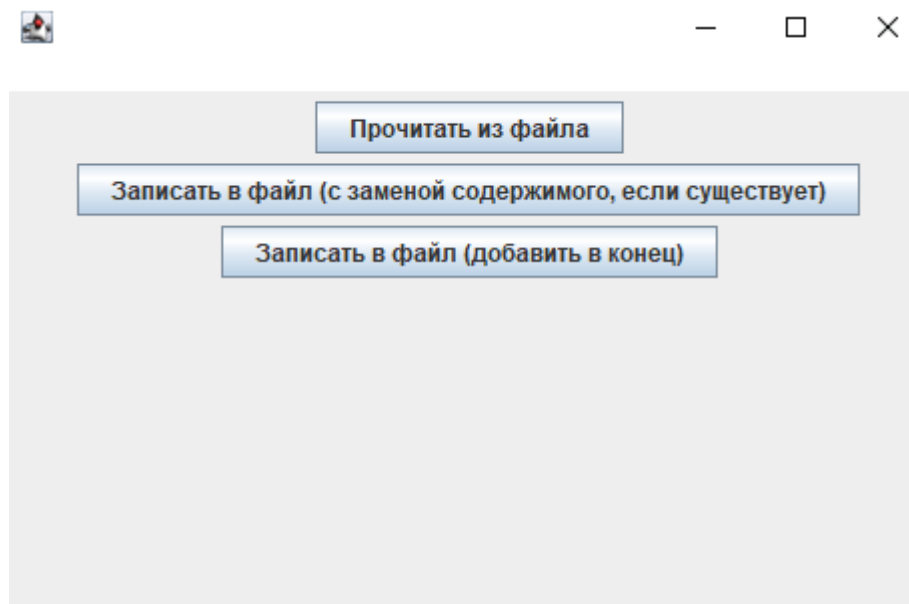 Прочитать из файла
Записать в файл (с заменой содержимого, если существует)
Записать в файл (добавить в конец)